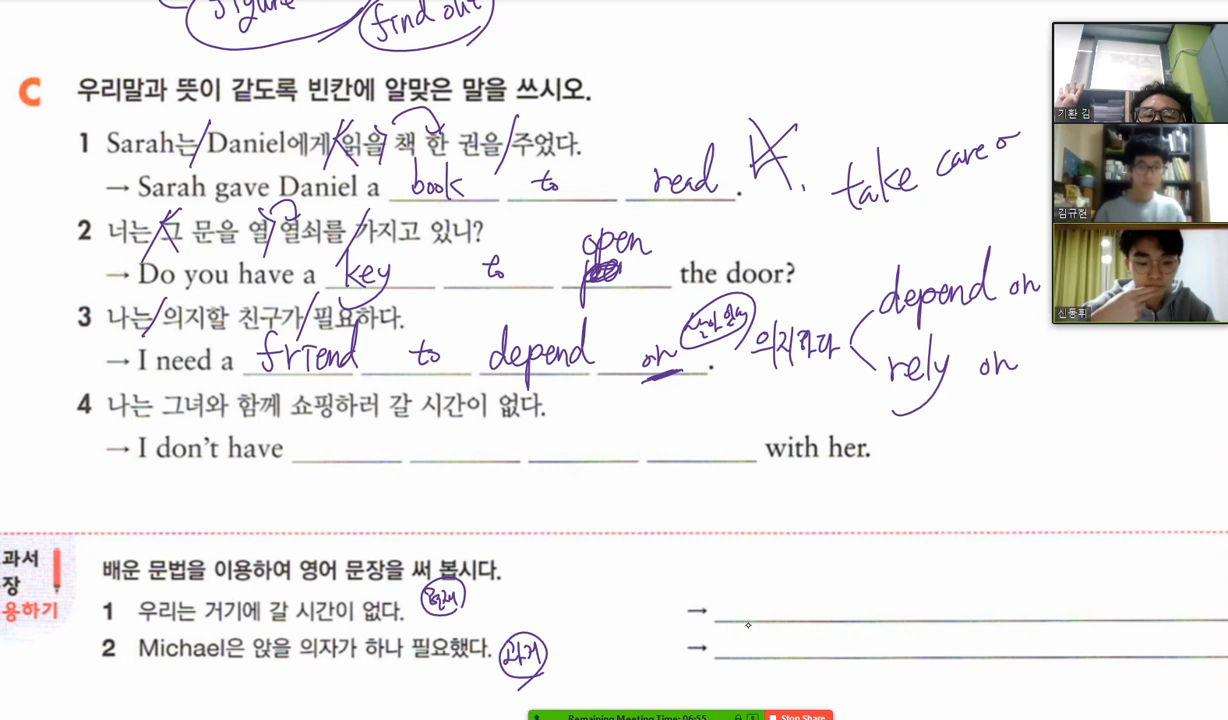 figure find out
C 우리말과 뜻이 같도록 빈칸에 알맞은 말을 쓰시오.
1 Sarah는 Daniel에게 읽을 책 한 권을 주었다.
→ Sarah gave Daniel a book to read.
take care o
2 너는 그 문을 열 열쇠를 가지고 있니?
→ Do you have a key to open the door?
3 나는 의지할 친구가 필요하다.
→ I need a friend to depend on.
의지하다 depend on
rely on
4 나는 그녀와 함께 쇼핑하러 갈 시간이 없다.
→ I don't have ____ ____ ____ ____ with her.
과서
장
용하기
배운 문법을 이용하여 영어 문장을 써 봅시다.
1 우리는 거기에 갈 시간이 없다. 현재 →
2 Michael은 앉을 의자가 하나 필요했다. 과거 →
기환 김
김규현
신동휘
Remaining Meeting Time: 06:55
Stop Share